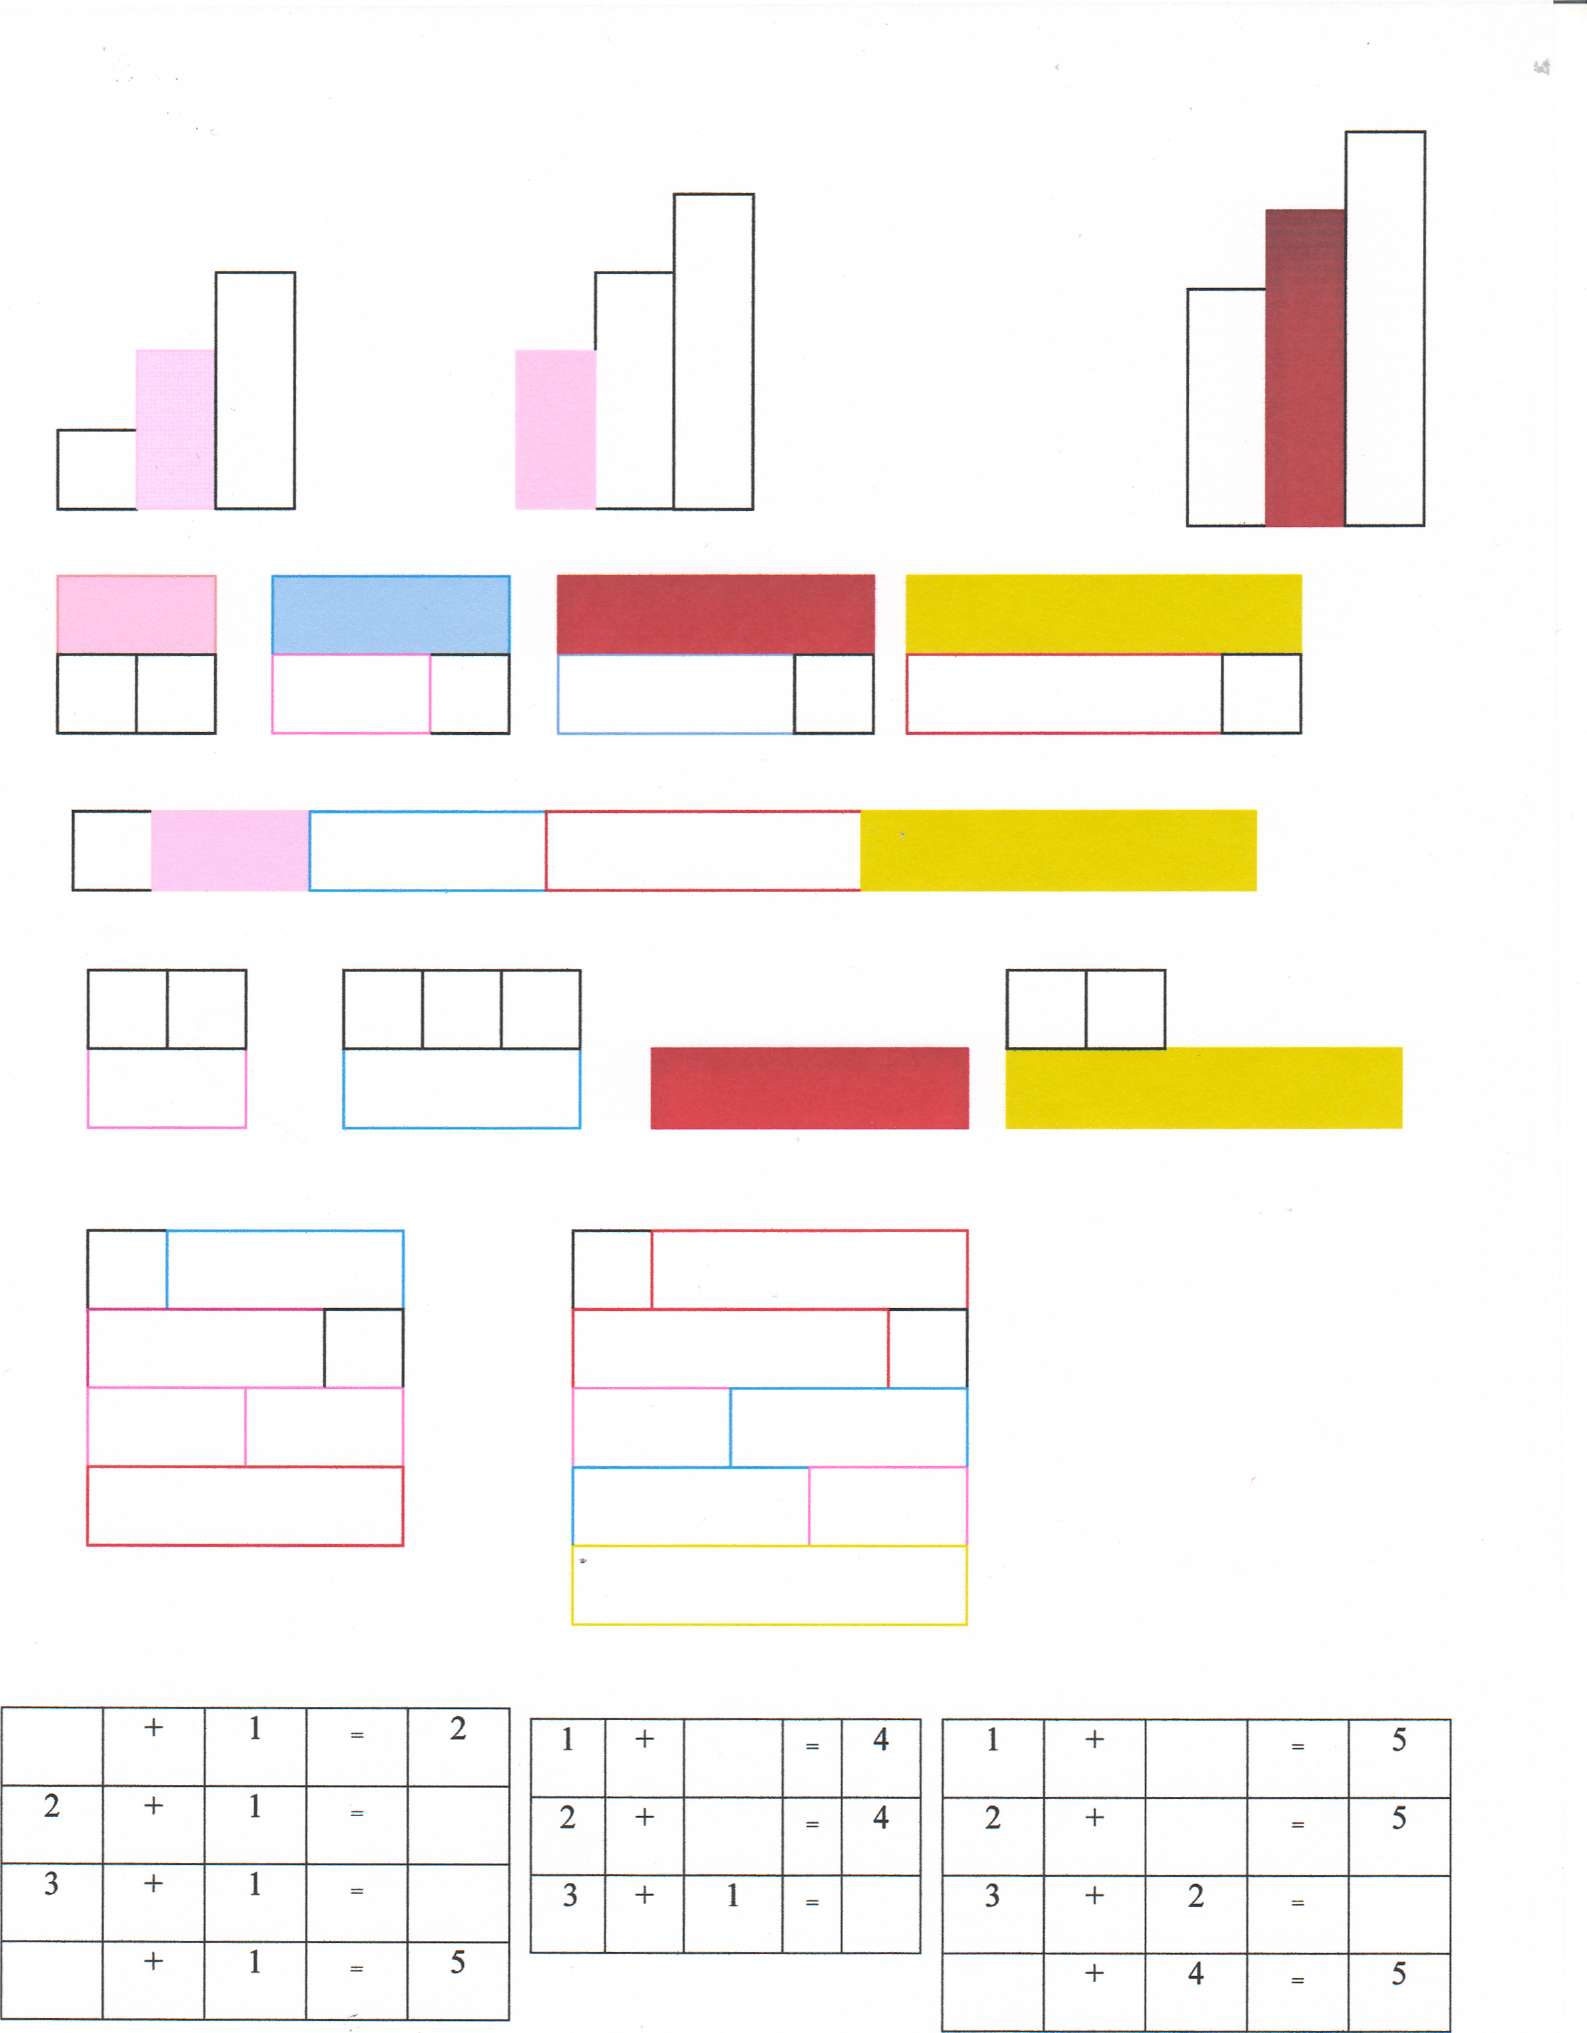 + 1 = 2
2 + 1 =
3 + 1 =
+ 1 = 5
1 + = 4
2 + = 4
3 + 1 =
1 + = 5
2 + = 5
3 + 2 =
+ 4 = 5